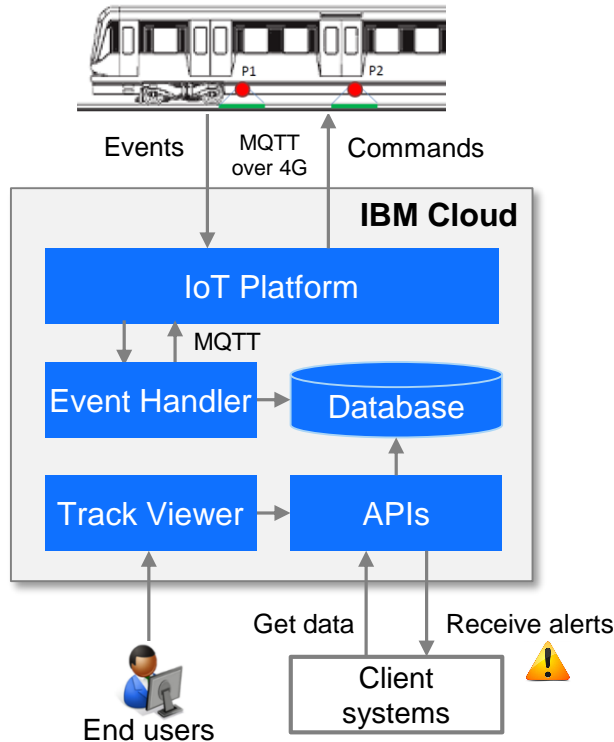 P1
P2
Events
MQTT
over 4G
Commands
IBM Cloud
IoT Platform
MQTT
Event Handler
Database
Track Viewer
APIs
Get data
Receive alerts
End users
Client
systems